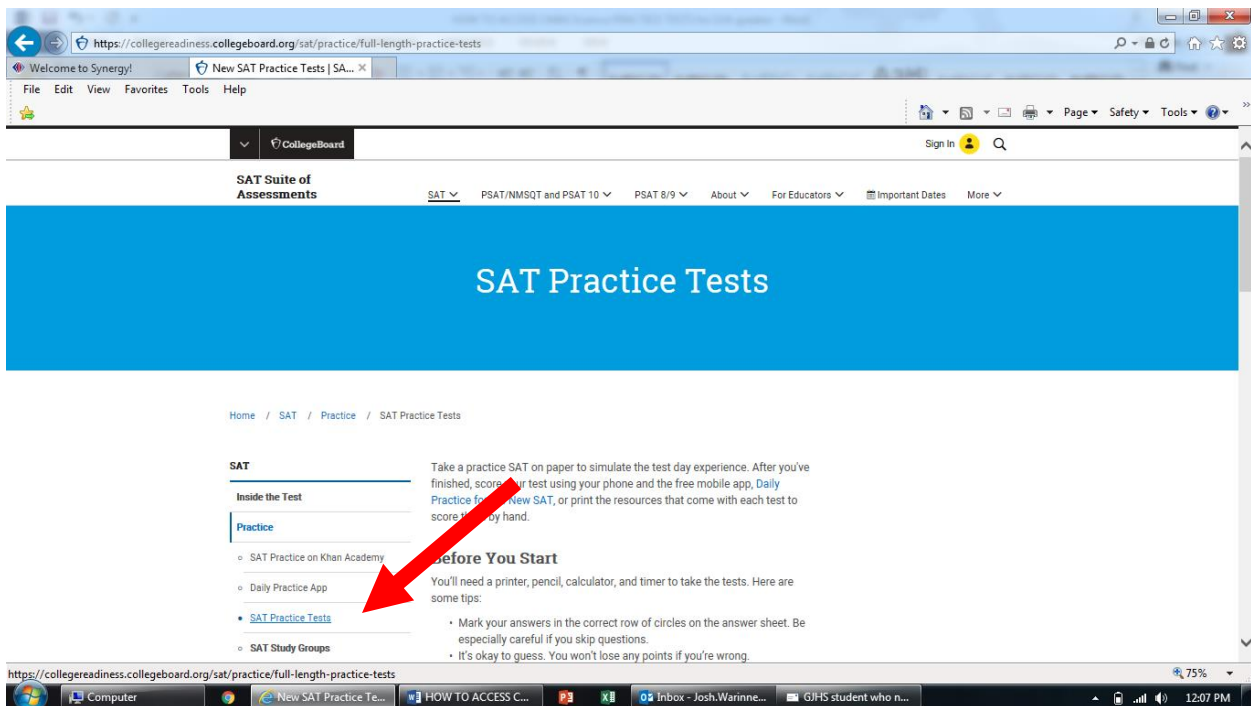 https://collegereadiness.collegeboard.org/sat/practice/full-length-practice-tests
Welcome to Synergy!
New SAT Practice Tests | SA...
File Edit View Favorites Tools Help
Page Safety Tools
CollegeBoard
Sign In
SAT Suite of
Assessments
SAT PSAT/NMSQT and PSAT 10 PSAT 8/9 About For Educators Important Dates More
SAT Practice Tests
Home / SAT / Practice / SAT Practice Tests
SAT
Inside the Test
Practice
SAT Practice on Khan Academy
Daily Practice App
SAT Practice Tests
SAT Study Groups
Take a practice SAT on paper to simulate the test day experience. After you've
finished, score your test using your phone and the free mobile app, Daily
Practice for New SAT, or print the resources that come with each test to
score by hand.
Before You Start
You'll need a printer, pencil, calculator, and timer to take the tests. Here are
some tips:
• Mark your answers in the correct row of circles on the answer sheet. Be
especially careful if you skip questions.
• It's okay to guess. You won't lose any points if you're wrong.
https://collegereadiness.collegeboard.org/sat/practice/full-length-practice-tests
75%
Computer
New SAT Practice Te...
HOW TO ACCESS C...
Inbox - Josh.Warinne...
GJHS student who n...
12:07 PM